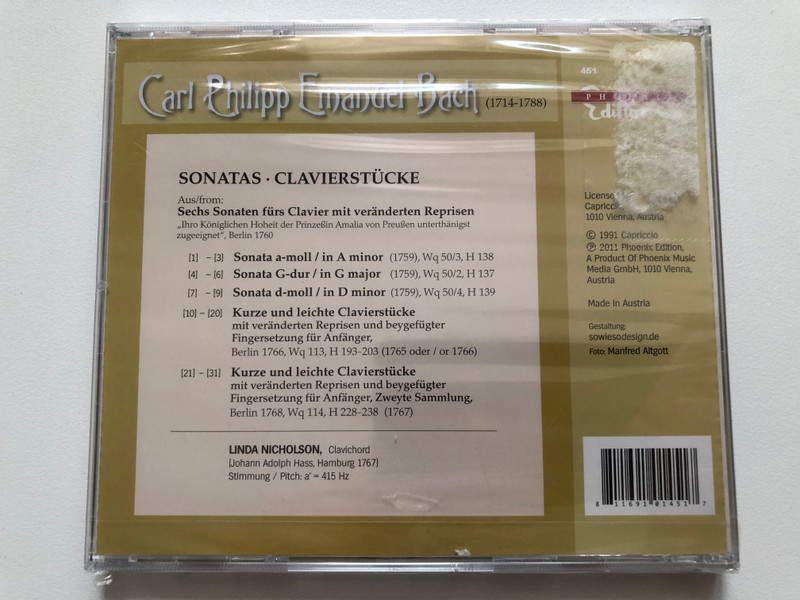 Carl Philipp Emanuel Bach (1714-1788)
SONATAS · CLAVIERSTÜCKE
Aus/from:
Sechs Sonaten fürs Clavier mit veränderten Reprisen
„Ihro Königlichen Hoheit der Prinzeßin Amalia von Preußen unterthänigst
zugeeignet“, Berlin 1760
[1] – [3] Sonata a-moll / in A minor (1759), Wq 50/3, H 138
[4] – [6] Sonata G-dur / in G major (1759), Wq 50/2, H 137
[7] – [9] Sonata d-moll / in D minor (1759), Wq 50/4, H 139
[10] – [20] Kurze und leichte Clavierstücke
mit veränderten Reprisen und beygefügter
Fingersetzung für Anfänger,
Berlin 1766, Wq 113, H 193-203 (1765 oder / or 1766)
[21] – [31] Kurze und leichte Clavierstücke
mit veränderten Reprisen und beygefügter
Fingersetzung für Anfänger, Zweyte Sammlung,
Berlin 1768, Wq 114, H 228-238 (1767)
LINDA NICHOLSON, Clavichord
(Johann Adolph Hass, Hamburg 1767)
Stimmung / Pitch: a' = 415 Hz
451
P H
License
Capriccio
1010 Vienna, Austria
© 1991 Capriccio
℗ 2011 Phoenix Edition,
A Product Of Phoenix Music
Media GmbH, 1010 Vienna,
Austria
Made in Austria
Gestaltung:
sowiesodesign.de
Foto: Manfred Altgott
8 11691 01451 7